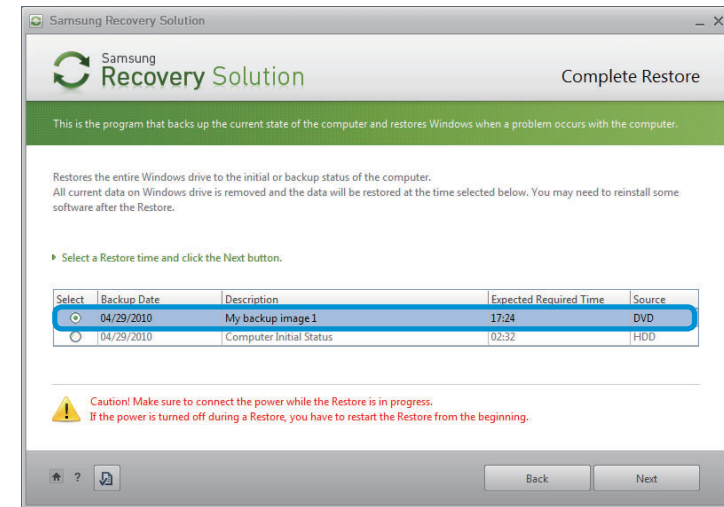 Samsung Recovery Solution
Samsung
Recovery Solution
Complete Restore
This is the program that backs up the current state of the computer and restores Windows when a problem occurs with the computer.
Restores the entire Windows drive to the initial or backup status of the computer.
All current data on Windows drive is removed and the data will be restored at the time selected below. You may need to reinstall some
software after the Restore.
Select a Restore time and click the Next button.
Select Backup Date Description Expected Required Time Source
04/29/2010 My backup image 1 17:24 DVD
04/29/2010 Computer Initial Status 02:32 HDD
Caution! Make sure to connect the power while the Restore is in progress.
If the power is turned off during a Restore, you have to restart the Restore from the beginning.
? Back Next